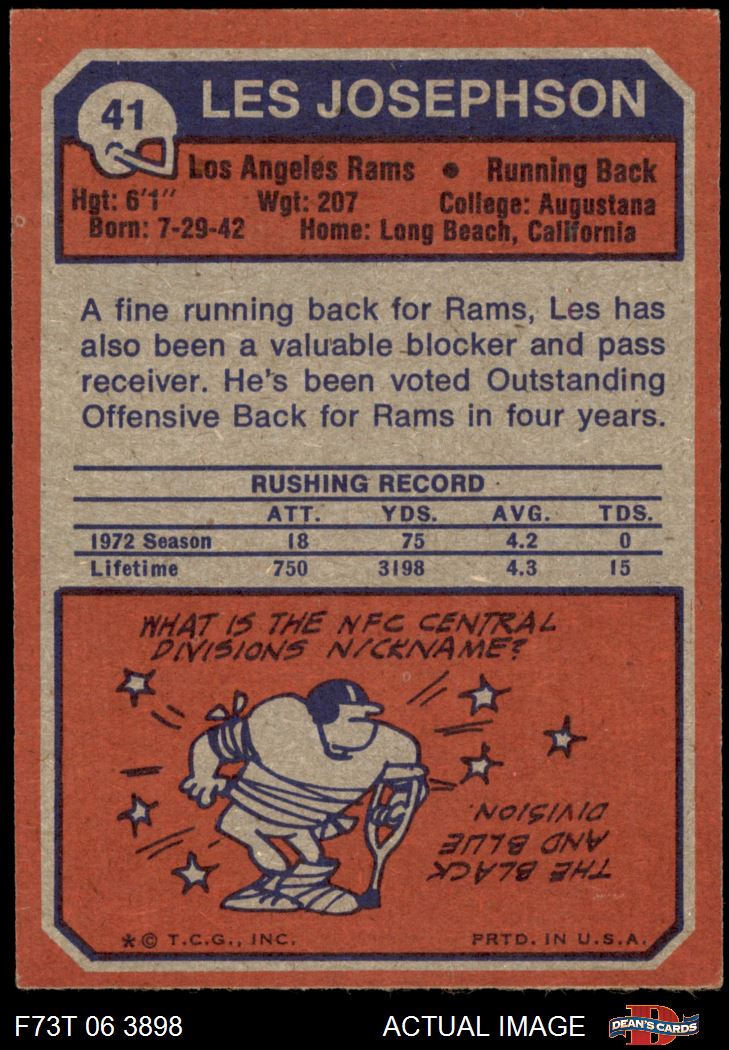 41
LES JOSEPHSON
Los Angeles Rams • Running Back
Hgt: 6'1" Wgt: 207 College: Augustana
Born: 7-29-42 Home: Long Beach, California
A fine running back for Rams, Les has
also been a valuable blocker and pass
receiver. He's been voted Outstanding
Offensive Back for Rams in four years.
RUSHING RECORD
ATT. YDS. AVG. TDS.
1972 Season 18 75 4.2 0
Lifetime 750 3198 4.3 15
WHAT IS THE NFC CENTRAL
DIVISIONS NICKNAME?
THE BLACK
AND BLUE
DIVISION.
* © T.C.G., INC. PRTD. IN U.S.A.
F73T 06 3898 ACTUAL IMAGE DEAN'S CARDS